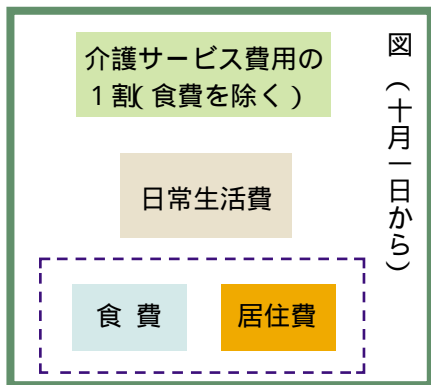 図（十月一日から）
介護サービス費用の
１割（食費を除く）
日常生活費
食 費
居住費